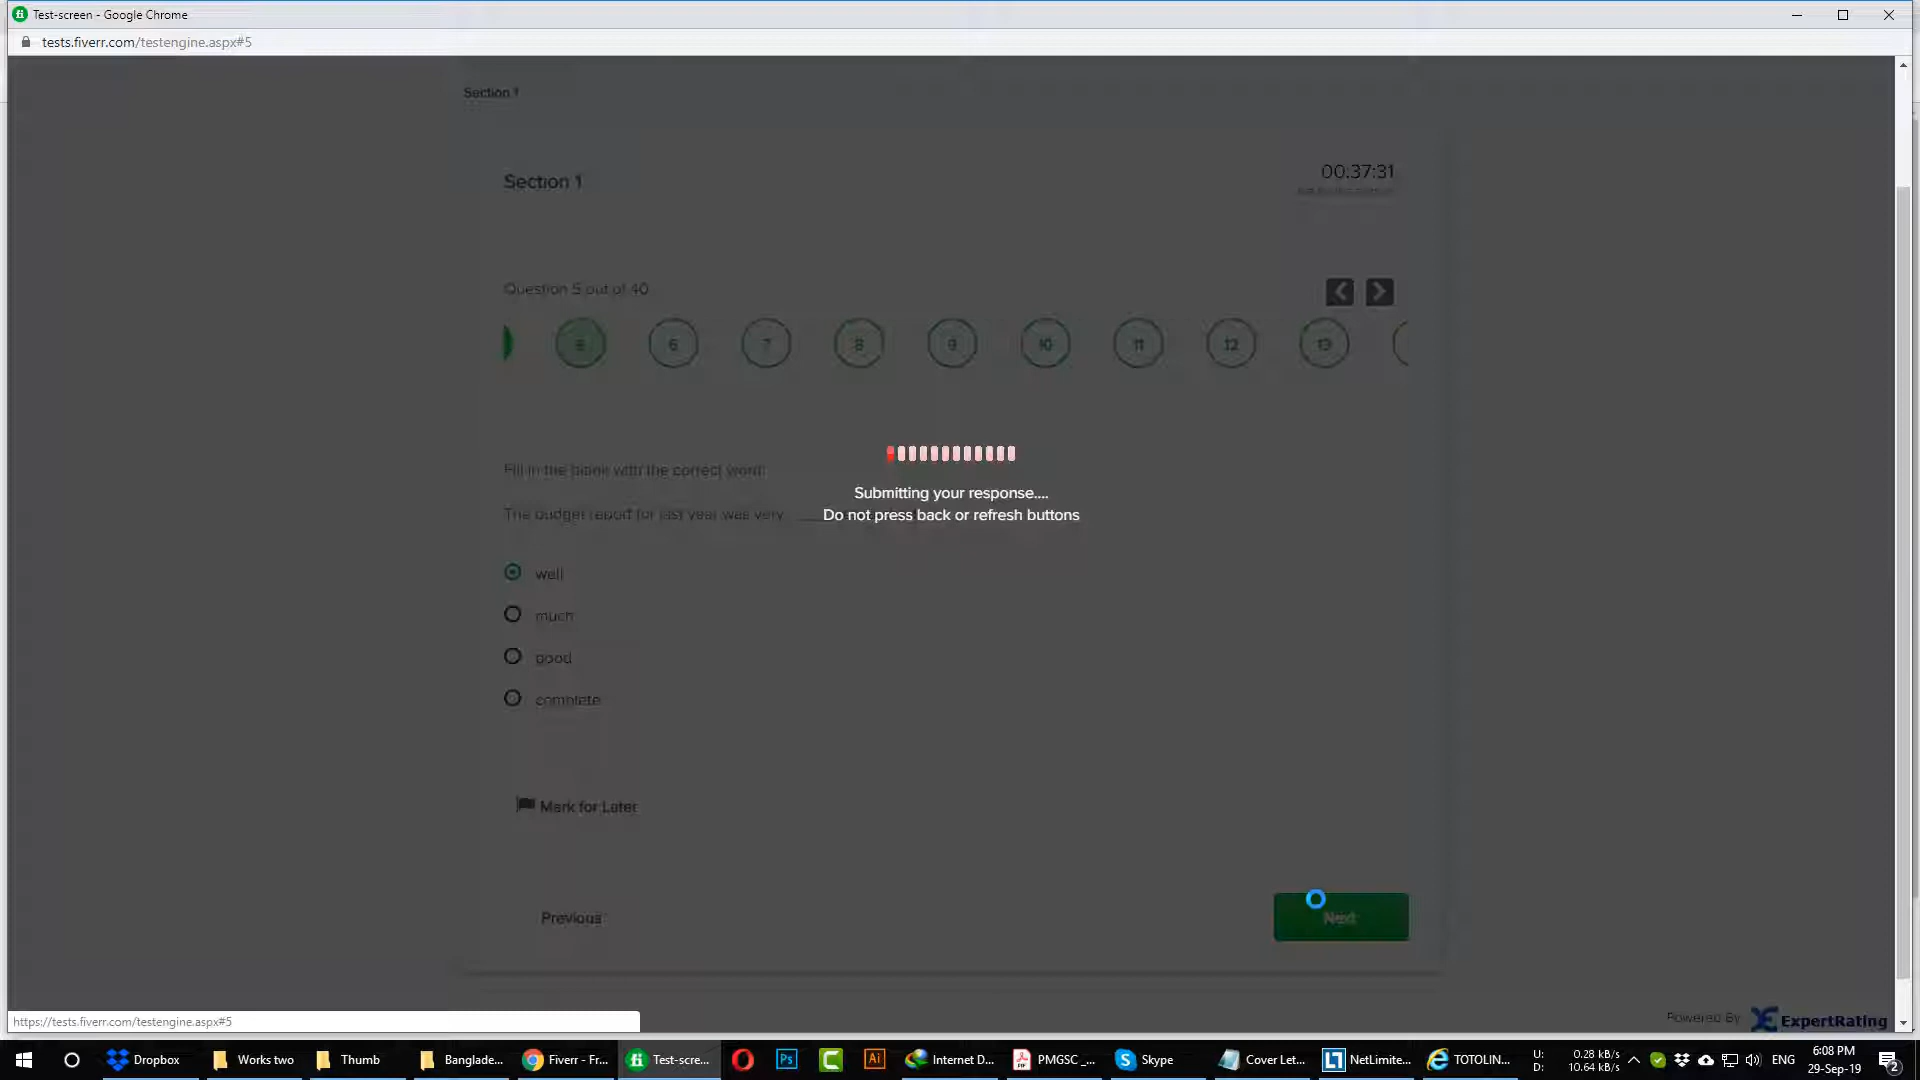 Test-screen - Google Chrome
tests.fiverr.com/testengine.aspx#5
Section 1
Section 1
00:37:31
Question 5 out of 40
5 6 7 8 9 10 11 12 13
Fill in the blank with the correct word:
Submitting your response....
The budget report for last year was very
Do not press back or refresh buttons
well
much
good
complete
Mark for Later
Previous
Next
Powered By ExpertRating
https://tests.fiverr.com/testengine.aspx#5
Dropbox Works two Thumb Banglade... Fiverr - Fr... Test-scre... Internet D... PMGSC_... Skype Cover Let... NetLimite... TOTOLIN...
U: 0.28 kB/s
D: 10.64 kB/s
ENG
6:08 PM
29-Sep-19
2